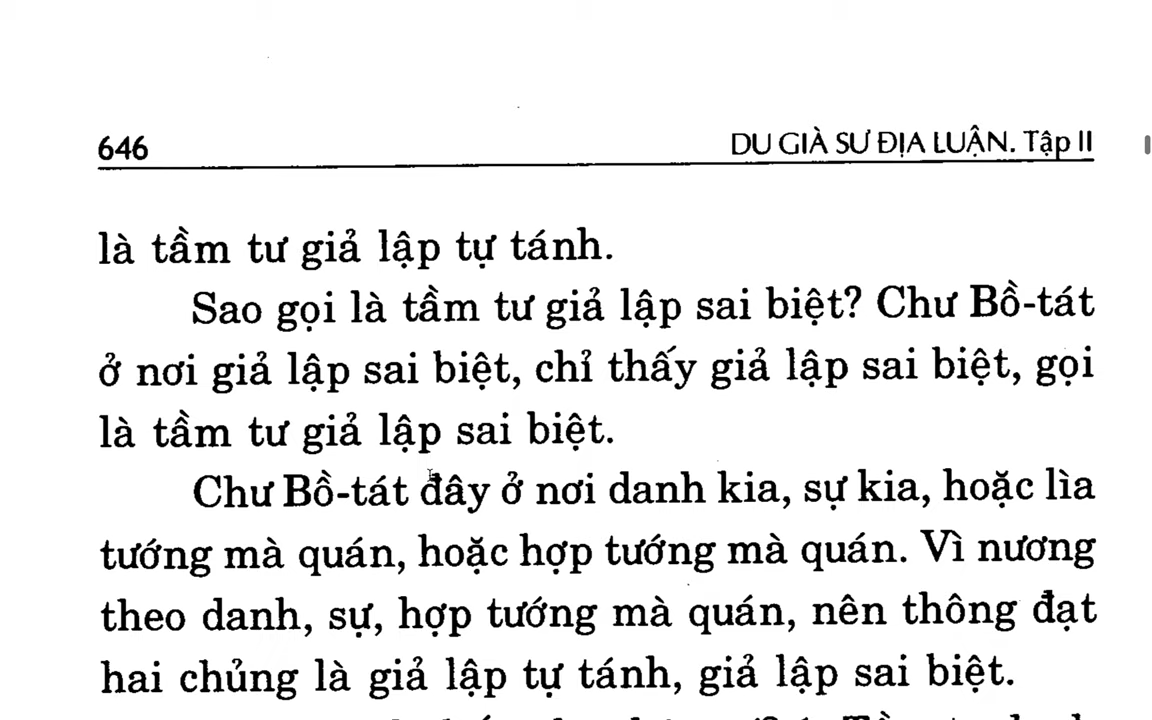 646 DU GIÀ SƯ ĐỊA LUẬN. Tập II
là tầm tư giả lập tự tánh.
Sao gọi là tầm tư giả lập sai biệt? Chư Bồ-tát
ở nơi giả lập sai biệt, chỉ thấy giả lập sai biệt, gọi
là tầm tư giả lập sai biệt.
Chư Bồ-tát đây ở nơi danh kia, sự kia, hoặc lìa
tướng mà quán, hoặc hợp tướng mà quán. Vì nương
theo danh, sự, hợp tướng mà quán, nên thông đạt
hai chủng là giả lập tự tánh, giả lập sai biệt.